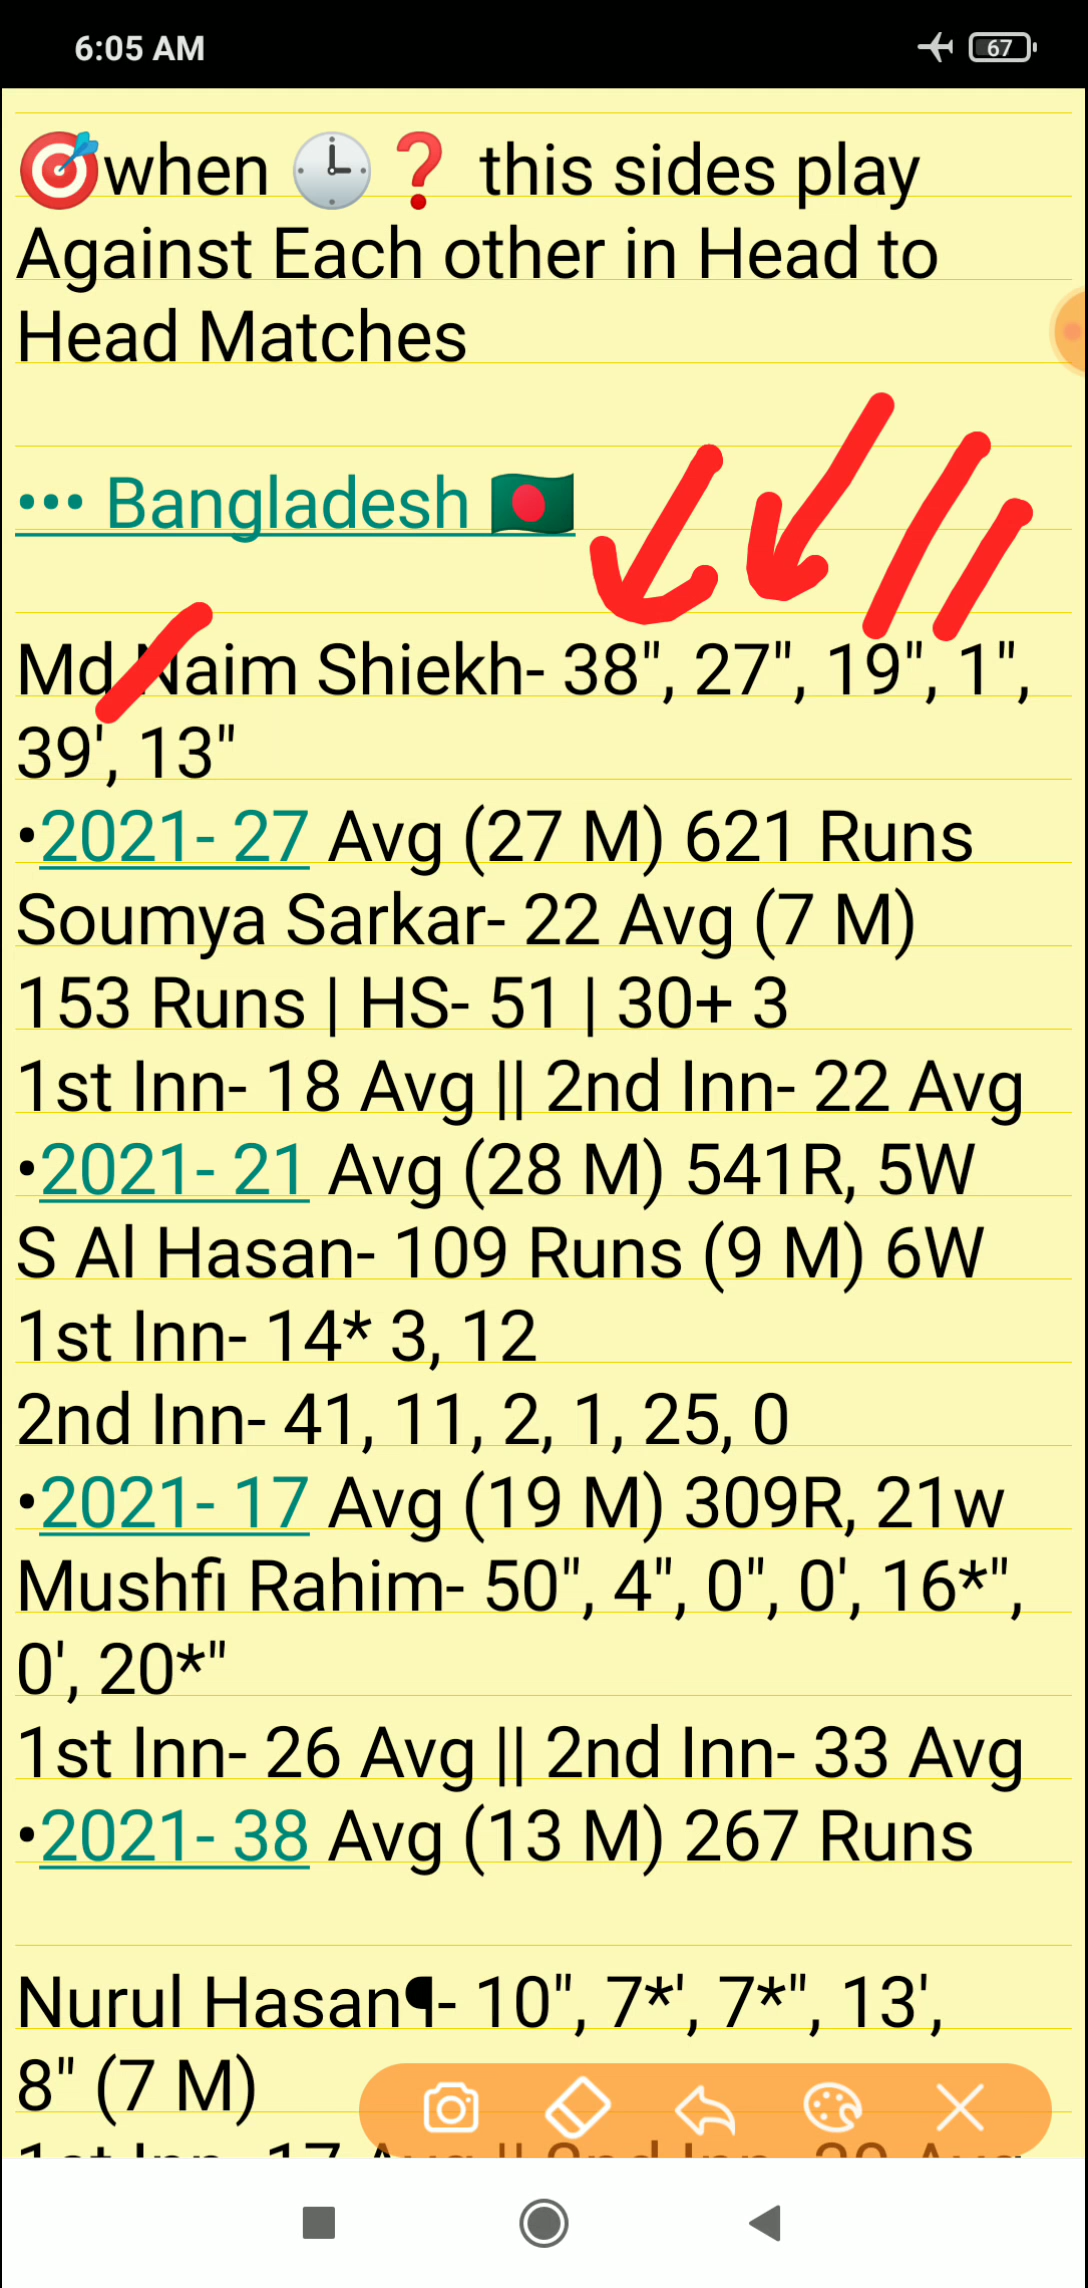 6:05 AM
67
when this sides play
Against Each other in Head to
Head Matches
••• Bangladesh
Md Naim Shiekh- 38", 27", 19", 1",
39', 13"
•2021- 27 Avg (27 M) 621 Runs
Soumya Sarkar- 22 Avg (7 M)
153 Runs | HS- 51 | 30+ 3
1st Inn- 18 Avg || 2nd Inn- 22 Avg
•2021- 21 Avg (28 M) 541R, 5W
S Al Hasan- 109 Runs (9 M) 6W
1st Inn- 14* 3, 12
2nd Inn- 41, 11, 2, 1, 25, 0
•2021- 17 Avg (19 M) 309R, 21w
Mushfi Rahim- 50", 4", 0", 0', 16*",
0', 20*"
1st Inn- 26 Avg || 2nd Inn- 33 Avg
•2021- 38 Avg (13 M) 267 Runs
Nurul Hasan¶- 10", 7*', 7*", 13',
8" (7 M)